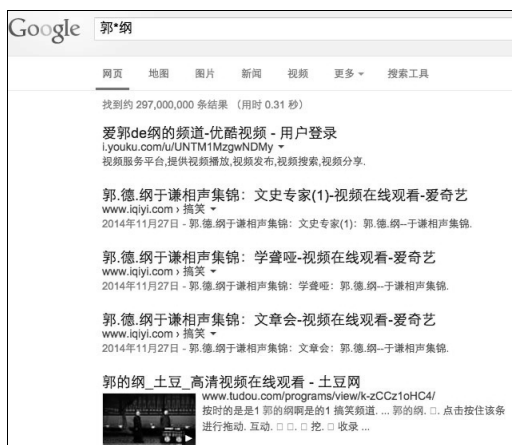 Google 郭*纲
网页 地图 图片 新闻 视频 更多 搜索工具
找到约 297,000,000 条结果 （用时 0.31 秒）
爱郭de纲的频道-优酷视频 - 用户登录
i.youku.com/u/UNTM1MzgwNDMy
视频服务平台,提供视频播放,视频发布,视频搜索,视频分享.
郭.德.纲于谦相声集锦：文史专家(1)-视频在线观看-爱奇艺
www.iqiyi.com › 搞笑
2014年11月27日 - 郭.德.纲于谦相声集锦：文史专家(1)：郭.德.纲--于谦相声集锦.
郭.德.纲于谦相声集锦：学聋哑-视频在线观看-爱奇艺
www.iqiyi.com › 搞笑
2014年11月27日 - 郭.德.纲于谦相声集锦：学聋哑：郭.德.纲--于谦相声集锦.
郭.德.纲于谦相声集锦：文章会-视频在线观看-爱奇艺
www.iqiyi.com › 搞笑
2014年11月27日 - 郭.德.纲于谦相声集锦：文章会：郭.德.纲--于谦相声集锦.
郭的纲_土豆_高清视频在线观看 - 土豆网
www.tudou.com/programs/view/k-zCCz1oHC4/
按时的是是1 郭的纲啊是的1 搞笑频道. ... 郭的纲. □. 点击按住该条
进行拖动. 互动. □ □. □ 挖. □ 收录 ...